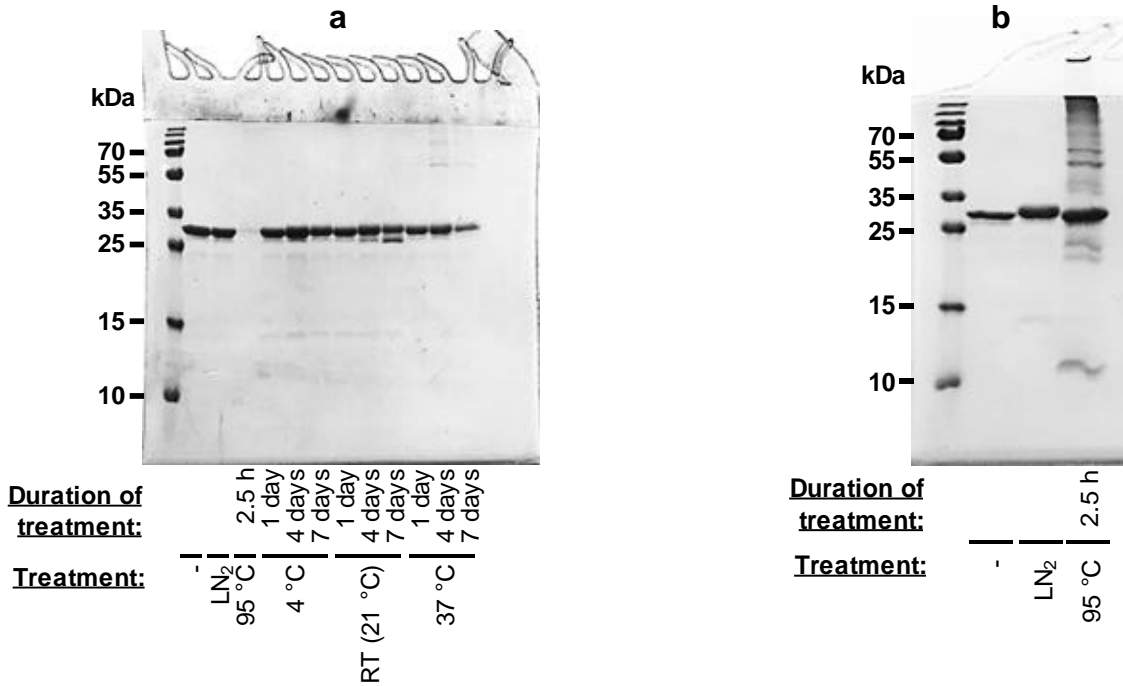 a
kDa
70
55
35
25
15
10
Duration of treatment:
2.5 h
1 day
4 days
7 days
1 day
4 days
7 days
1 day
4 days
7 days
Treatment:
-
LN2
95 °C
4 °C
RT (21 °C)
37 °C
b
kDa
70
55
35
25
15
10
Duration of
treatment:
2.5 h
Treatment:
-
LN2
95 °C